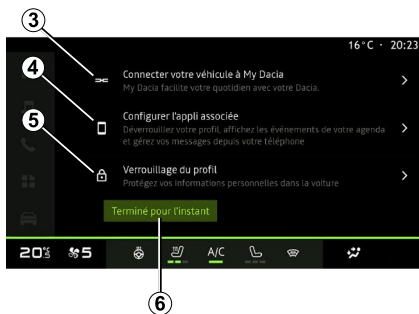 3
16°C · 20:23
4
Connecter votre véhicule à My Dacia
My Dacia facilite votre quotidien avec votre Dacia.
5
Configurer l'appli associée
Déverrouillez votre profil, affichez les événements de votre agenda
et gérez vos messages depuis votre téléphone
Verrouillage du profil
Protégez vos informations personnelles dans la voiture
Terminé pour l'instant
20°5 5 A/C
6